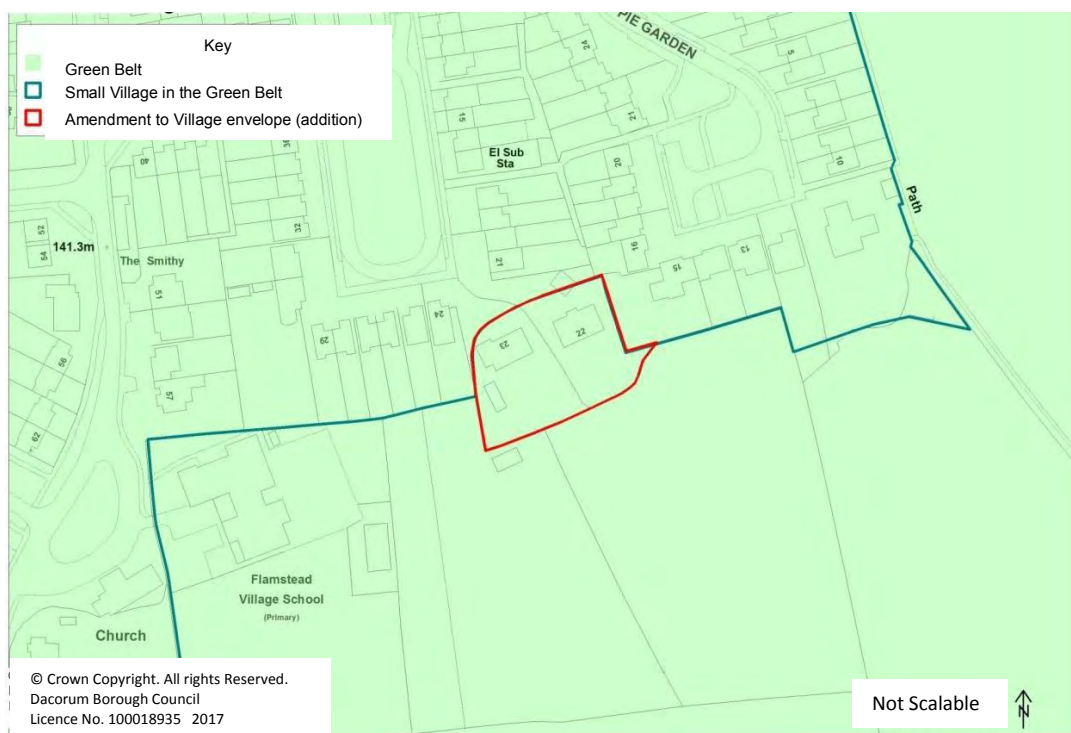 Key
Green Belt
Small Village in the Green Belt
Amendment to Village envelope (addition)
PIE GARDEN
24
5
51
21
El Sub
Sta
36
40
20
10
Path
52
54
141.3m
The Smithy
32
21
16
15
13
51
24
29
23
22
56
57
62
Flamstead
Village School
(Primary)
Church
© Crown Copyright. All rights Reserved.
Dacorum Borough Council
Licence No. 100018935 2017
Not Scalable
N